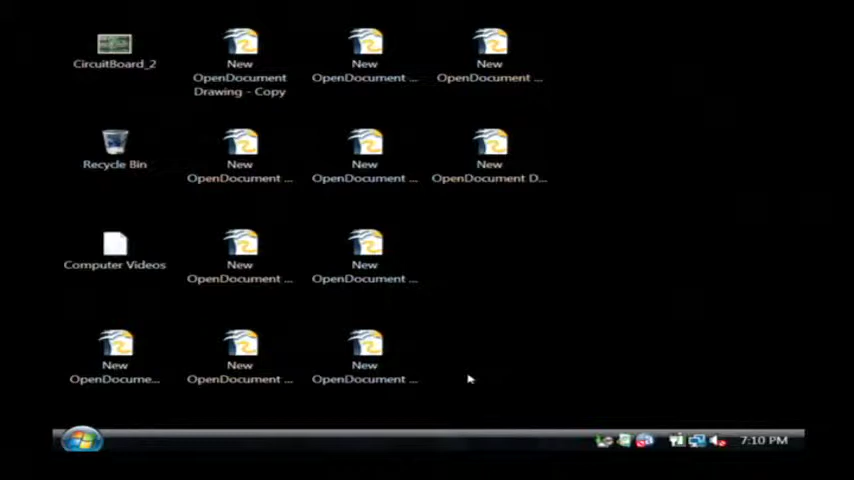 CircuitBoard_2
New
OpenDocument
Drawing - Copy
New
OpenDocument ...
New
OpenDocument ...
Recycle Bin
New
OpenDocument ...
New
OpenDocument ...
New
OpenDocument D...
Computer Videos
New
OpenDocument ...
New
OpenDocument ...
New
OpenDocume...
New
OpenDocument ...
New
OpenDocument ...
7:10 PM